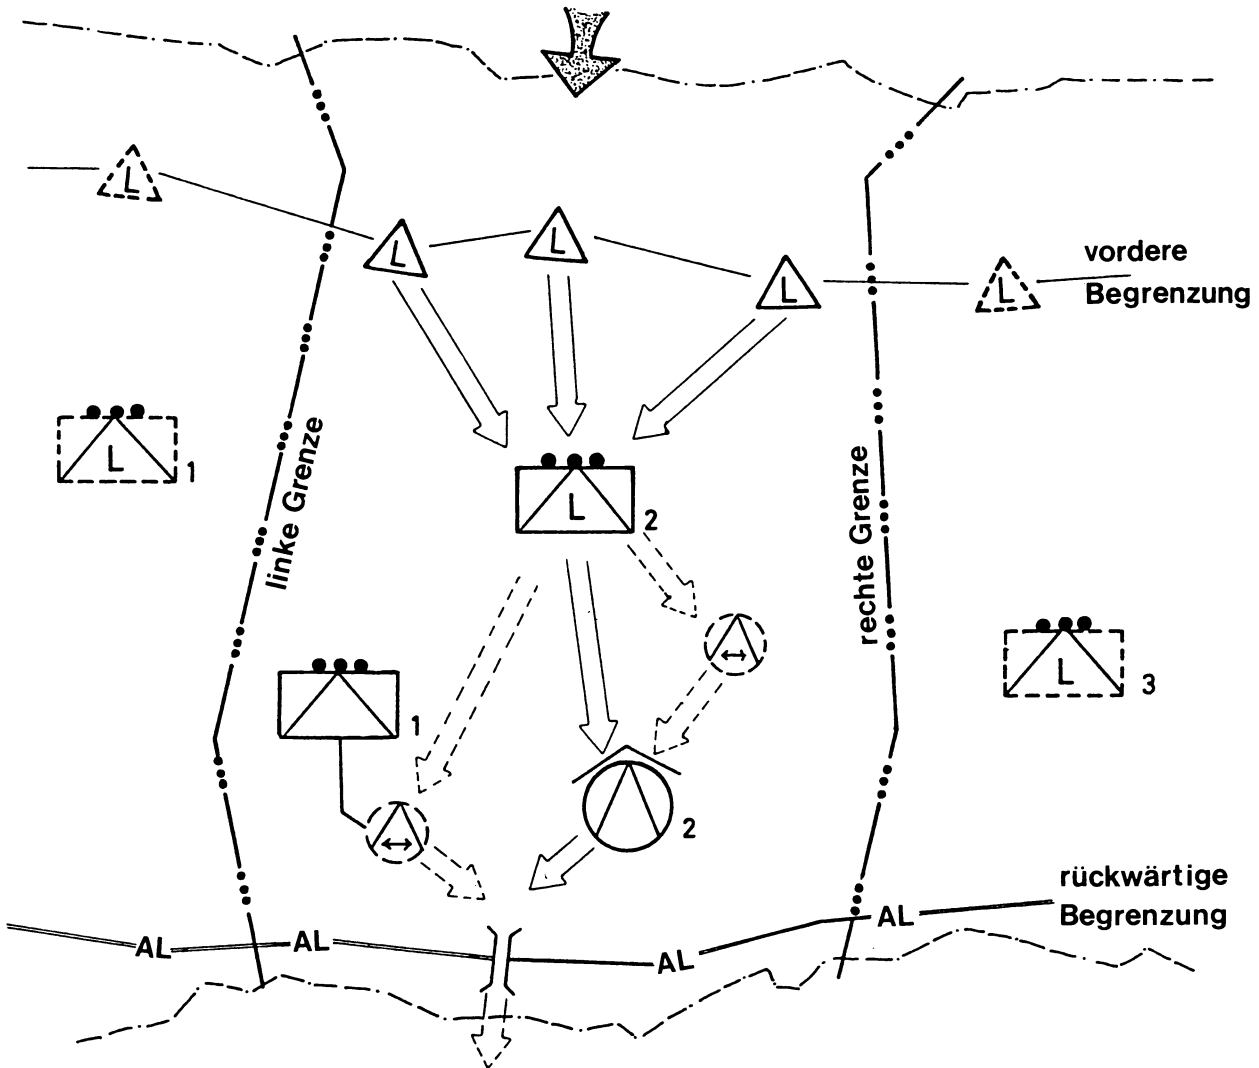 L
L
L
L
L
vordere
Begrenzung
L
1
linke Grenze
L
2
rechte Grenze
L
3
1
2
rückwärtige
Begrenzung
AL
AL
AL
AL